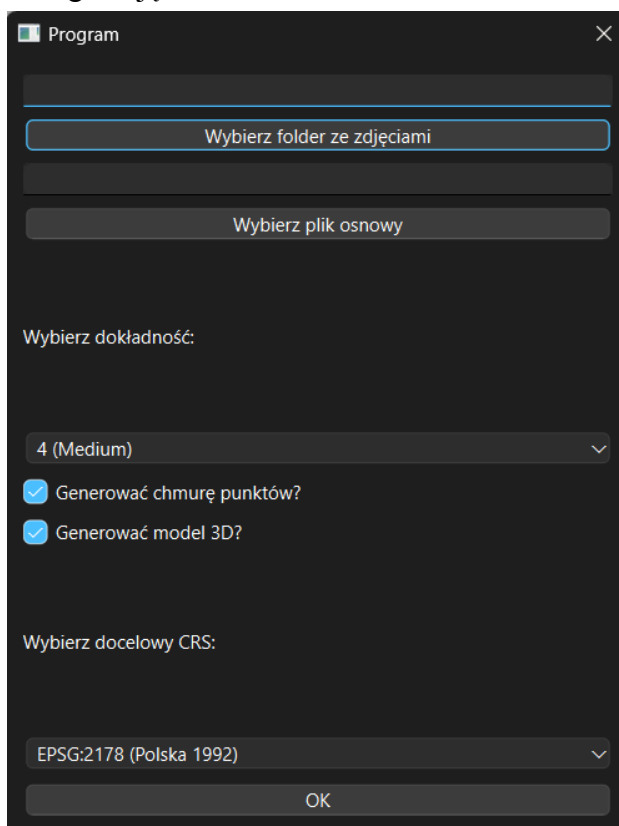 Program
Wybierz folder ze zdjęciami
Wybierz plik osnowy
Wybierz dokładność:
4 (Medium)
Generować chmurę punktów?
Generować model 3D?
Wybierz docelowy CRS:
EPSG:2178 (Polska 1992)
OK